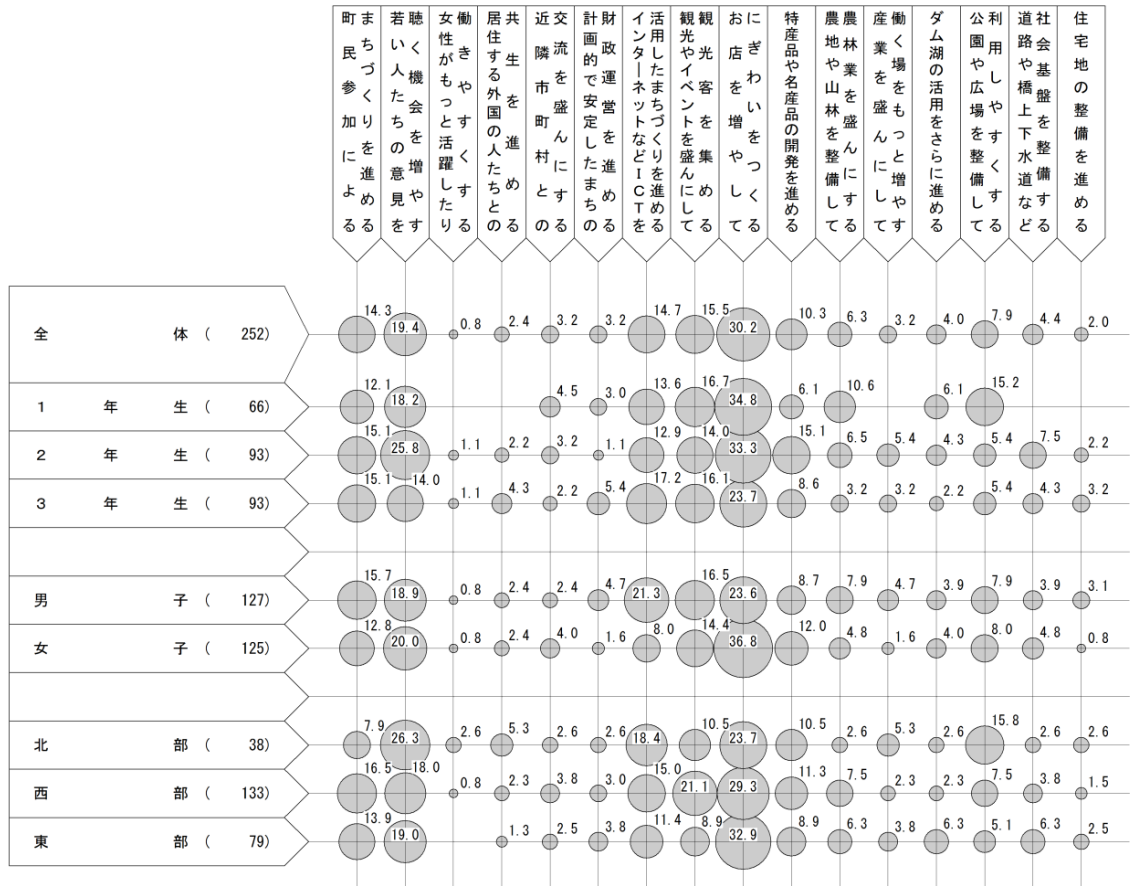 町民参加による
まちづくりを進める
若い人たちの意見を
聴く機会を増やす
女性がもっと活躍したり
働きやすくする
居住する外国の人たちとの
共生を進める
近隣市町村との
交流を盛んにする
計画的で安定したまちの
財政運営を進める
インターネットなどＩＣＴを
活用したまちづくりを進める
観光やイベントを盛んにして
観光客を集める
お店を増やして
にぎわいをつくる
特産品や名産品の開発を進める
農地や山林を整備して
農林業を盛んにする
産業を盛んにして
働く場をもっと増やす
ダム湖の活用をさらに進める
公園や広場を整備して
利用しやすくする
道路や橋上下水道など
社会基盤を整備する
住宅地の整備を進める
全体（ 252） 14.3 19.4 0.8 2.4 3.2 3.2 14.7 15.5 30.2 10.3 6.3 3.2 4.0 7.9 4.4 2.0
１年生（ 66） 12.1 18.2 4.5 3.0 13.6 16.7 34.8 6.1 10.6 6.1 15.2
２年生（ 93） 15.1 25.8 1.1 2.2 3.2 1.1 12.9 14.0 33.3 15.1 6.5 5.4 4.3 5.4 7.5 2.2
３年生（ 93） 15.1 14.0 1.1 4.3 2.2 5.4 17.2 16.1 23.7 8.6 3.2 3.2 2.2 5.4 4.3 3.2
男子（ 127） 15.7 18.9 0.8 2.4 2.4 4.7 21.3 16.5 23.6 8.7 7.9 4.7 3.9 7.9 3.9 3.1
女子（ 125） 12.8 20.0 0.8 2.4 4.0 1.6 8.0 14.4 36.8 12.0 4.8 1.6 4.0 8.0 4.8 0.8
北部（ 38） 7.9 26.3 2.6 5.3 2.6 2.6 18.4 10.5 23.7 10.5 2.6 5.3 2.6 15.8 2.6 2.6
西部（ 133） 16.5 18.0 0.8 2.3 3.8 3.0 15.0 21.1 29.3 11.3 7.5 2.3 2.3 7.5 3.8 1.5
東部（ 79） 13.9 19.0 1.3 2.5 3.8 11.4 8.9 32.9 8.9 6.3 3.8 6.3 5.1 6.3 2.5